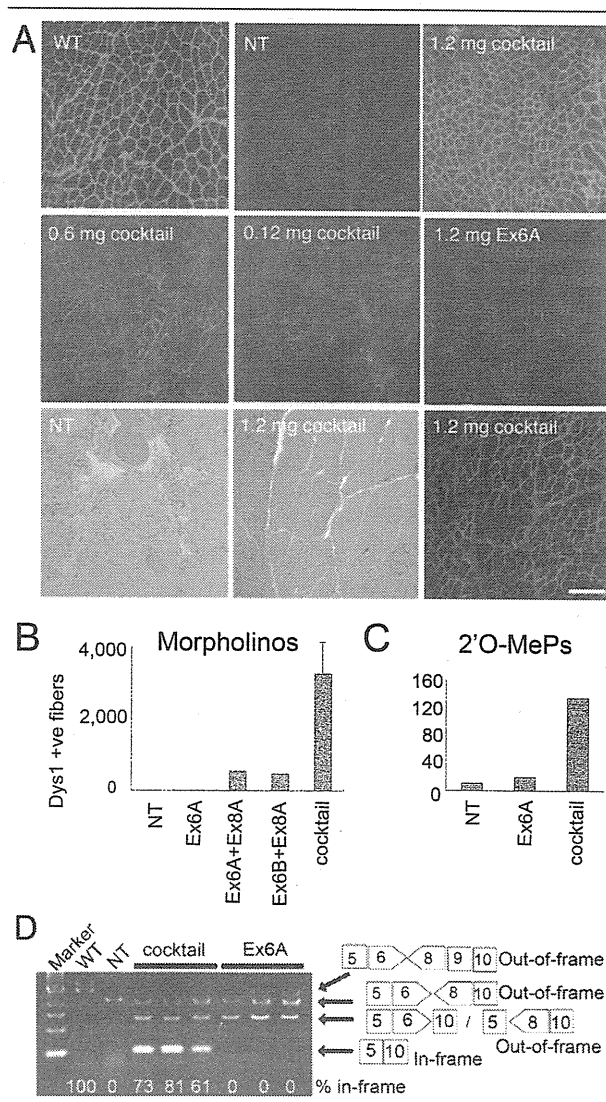 A
WT
NT
1.2 mg cocktail
0.6 mg cocktail
0.12 mg cocktail
1.2 mg Ex6A
NT
1.2 mg cocktail
1.2 mg cocktail
B
Morpholinos
Dys1 +ve fibers
4,000
2,000
0
NT
Ex6A
Ex6A+Ex8A
Ex6B+Ex8A
cocktail
C
2'O-MePs
160
120
80
40
0
NT
Ex6A
cocktail
D
Marker
WT
NT
cocktail
Ex6A
5 6 8 9 10 Out-of-frame
5 6 8 10 Out-of-frame
5 6 10 / 5 8 10
Out-of-frame
5 10 In-frame
100 0 73 81 61 0 0 0 % in-frame